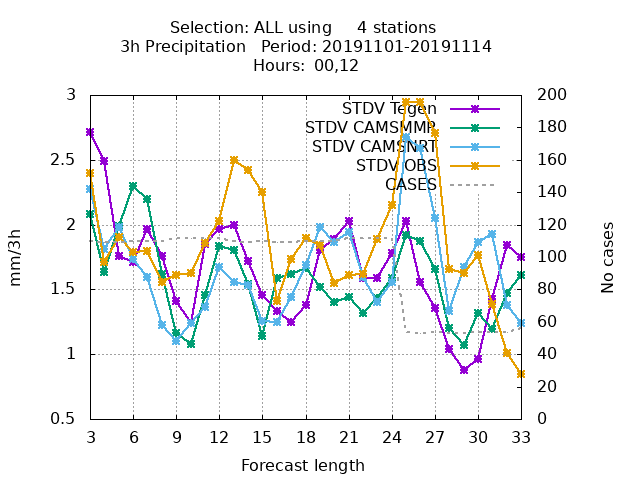 Selection: ALL using 4 stations
3h Precipitation Period: 20191101-20191114
Hours: 00,12
STDV Tegen
STDV CAMSMMR
STDV CAMSNRT
STDV OBS
CASES
3
2.5
2
1.5
1
0.5
mm/3h
200
180
160
140
120
100
80
60
40
20
0
No cases
3 6 9 12 15 18 21 24 27 30 33
Forecast length